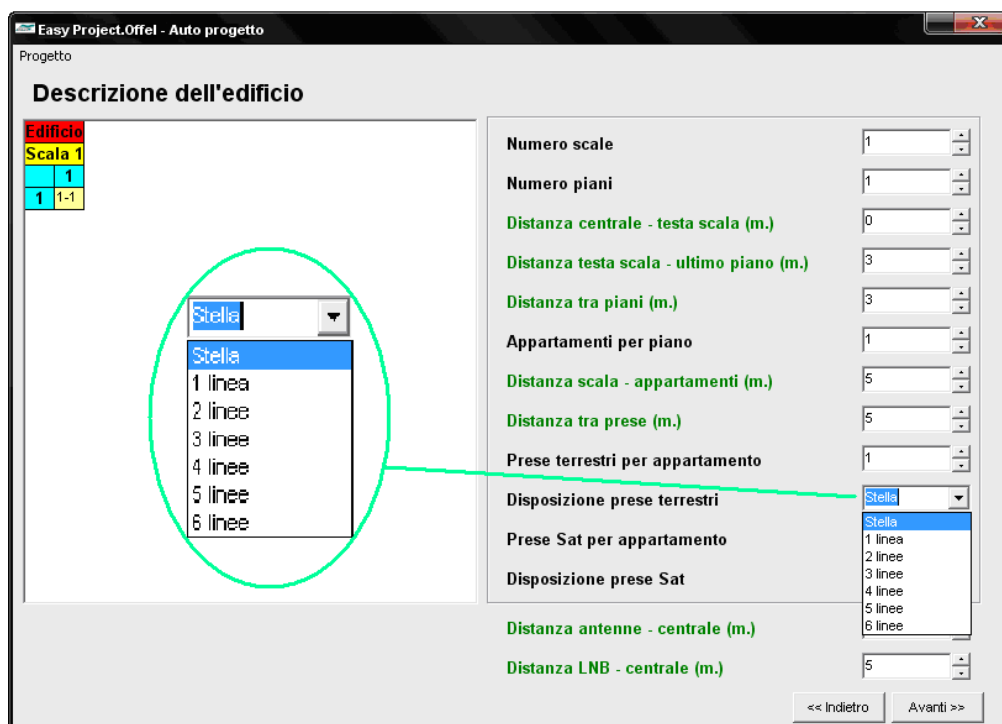 Easy Project.Offel - Auto progetto
Progetto
Descrizione dell'edificio
Edificio
Scala 1
1
1 1-1
Stella
Stella
1 linea
2 linee
3 linee
4 linee
5 linee
6 linee
Numero scale 1
Numero piani 1
Distanza centrale - testa scala (m.) 0
Distanza testa scala - ultimo piano (m.) 3
Distanza tra piani (m.) 3
Appartamenti per piano 1
Distanza scala - appartamenti (m.) 5
Distanza tra prese (m.) 5
Prese terrestri per appartamento 1
Disposizione prese terrestri Stella
Stella
1 linea
2 linee
3 linee
4 linee
5 linee
6 linee
Prese Sat per appartamento
Disposizione prese Sat
Distanza antenne - centrale (m.)
Distanza LNB - centrale (m.) 5
<< Indietro Avanti >>